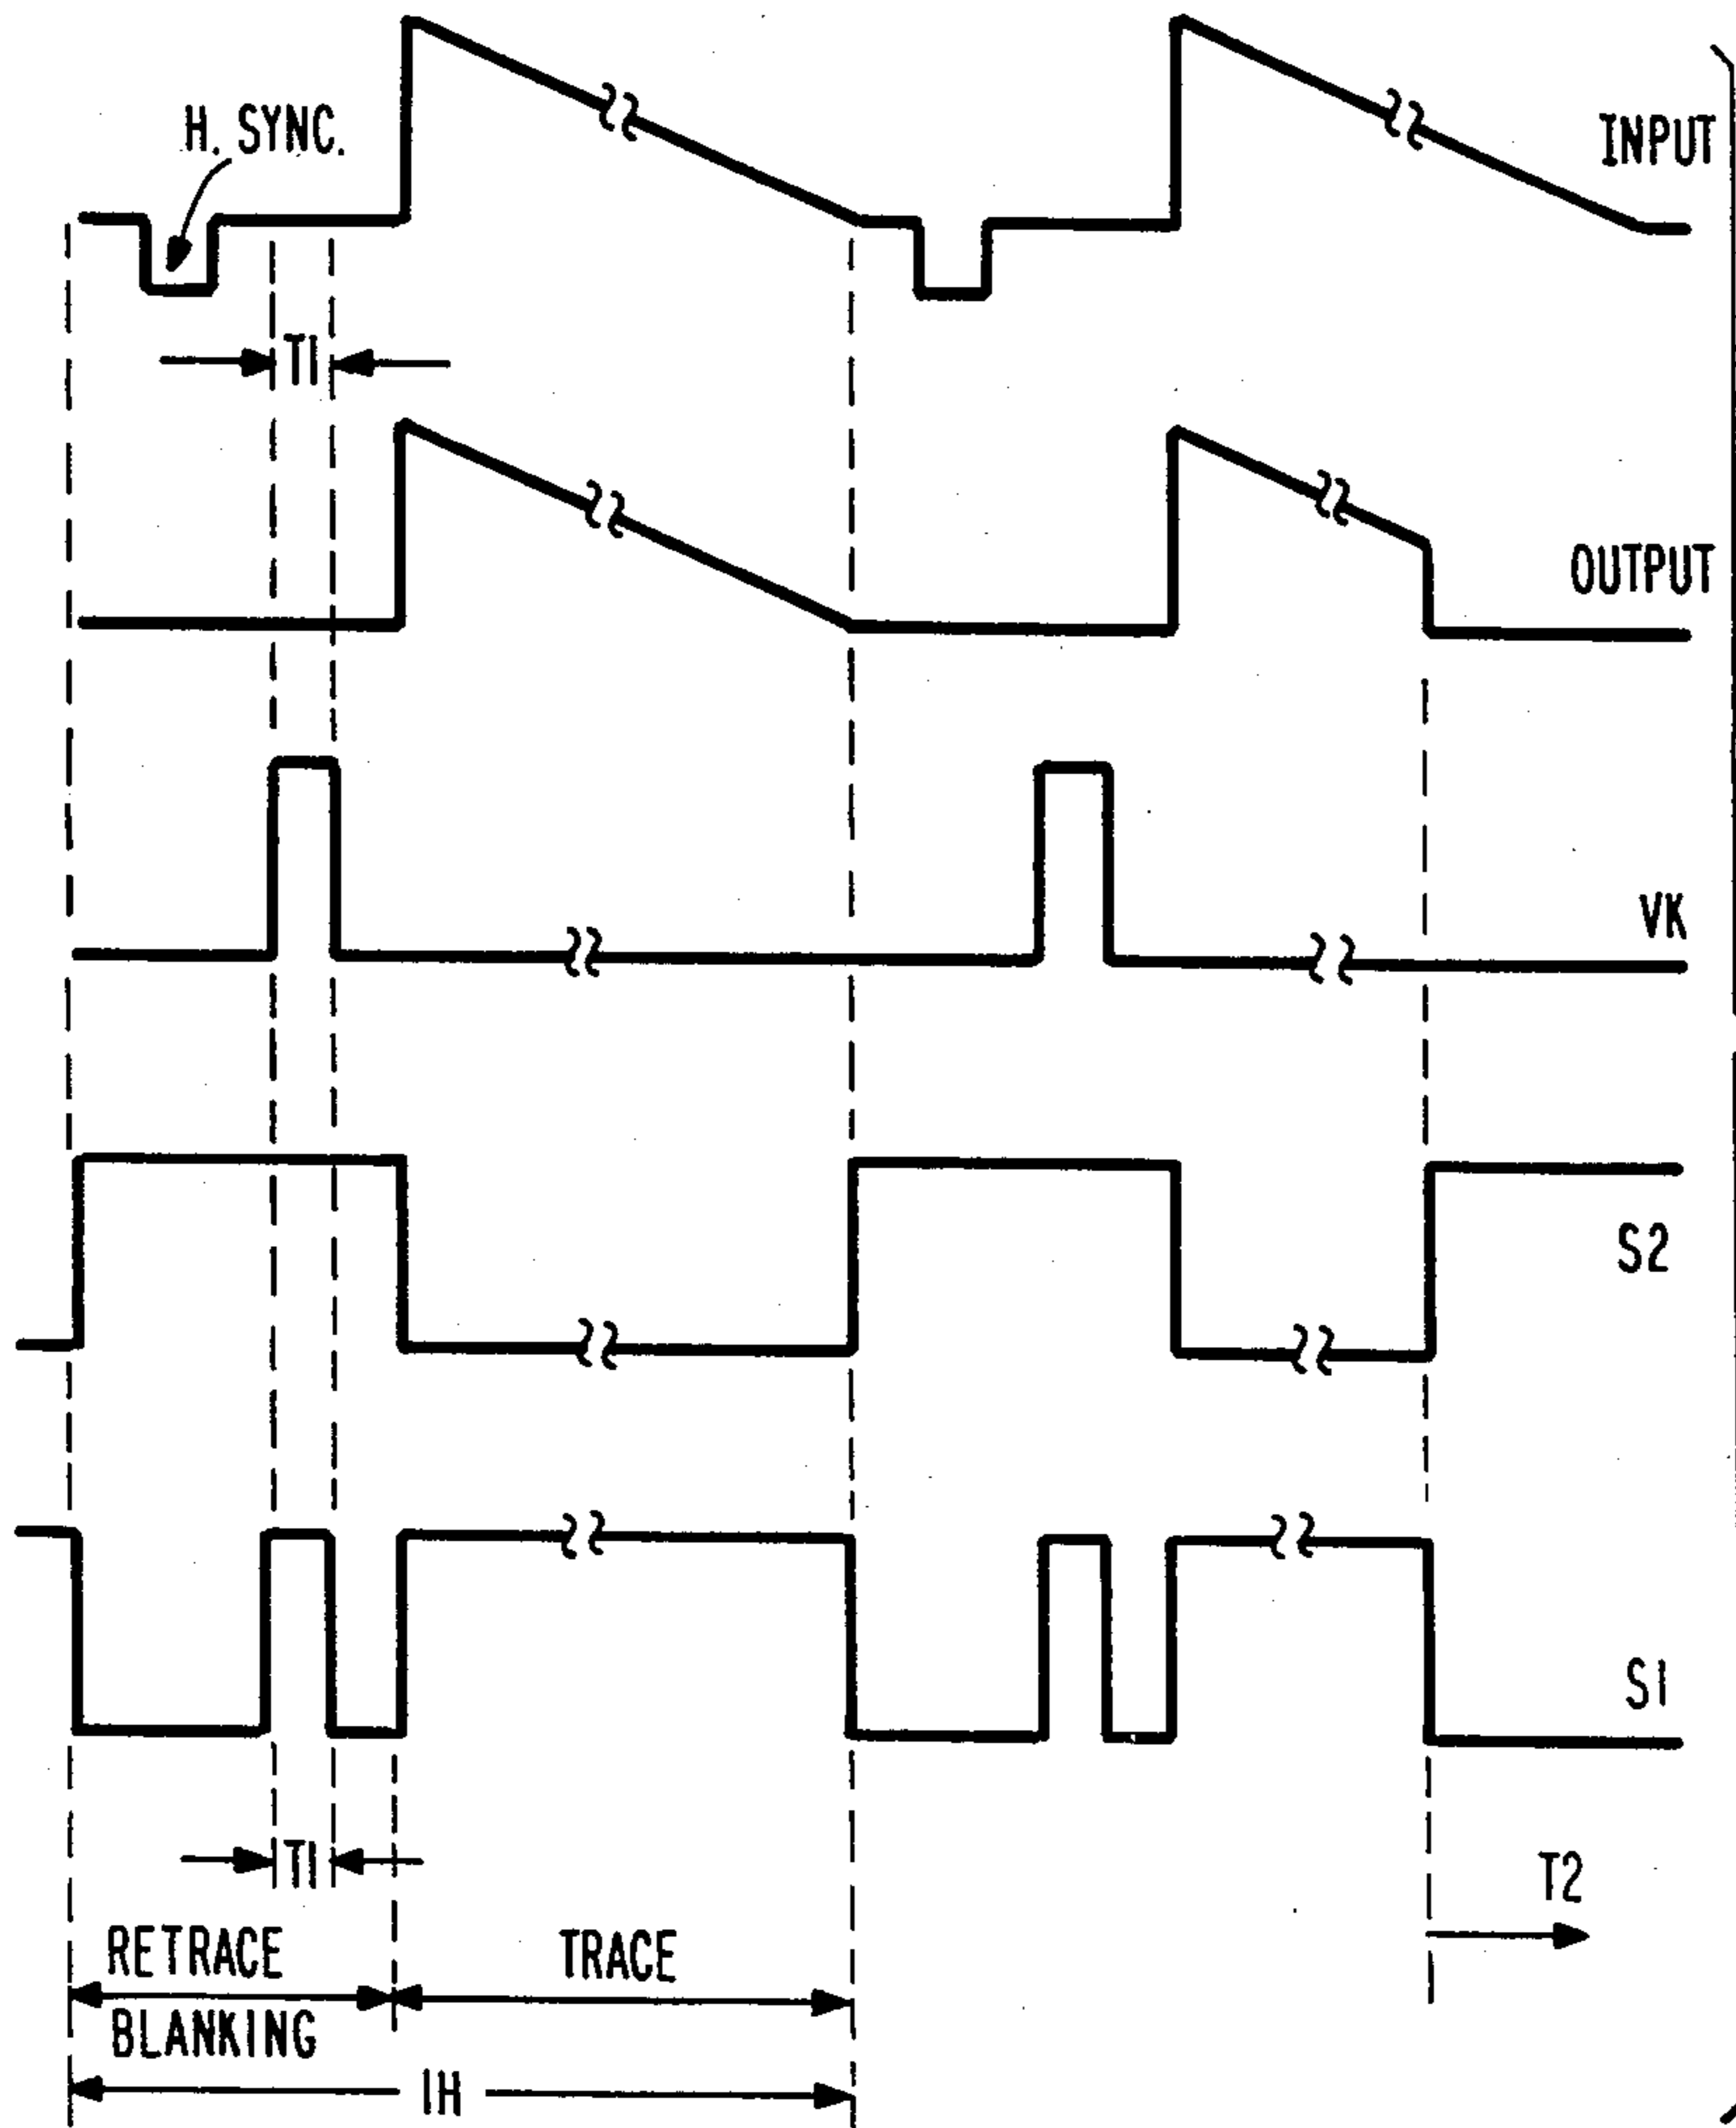 H. SYNC.
INPUT
T1
OUTPUT
VK
S2
S1
T1
T2
RETRACE
BLANKING
TRACE
1H